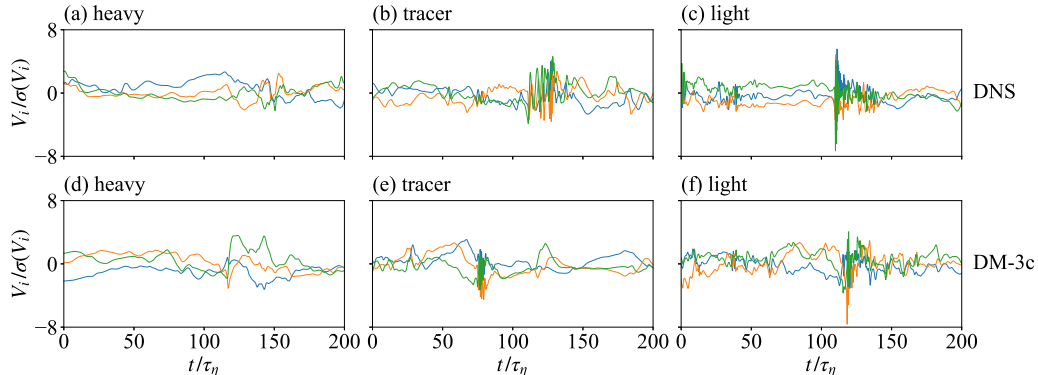 (a) heavy (b) tracer (c) light
8
0
−8
V_i/σ(V_i)
DNS
(d) heavy (e) tracer (f) light
8
0
−8
V_i/σ(V_i)
DM-3c
0 50 100 150 200 0 50 100 150 200 0 50 100 150 200
t/τ_η t/τ_η t/τ_η